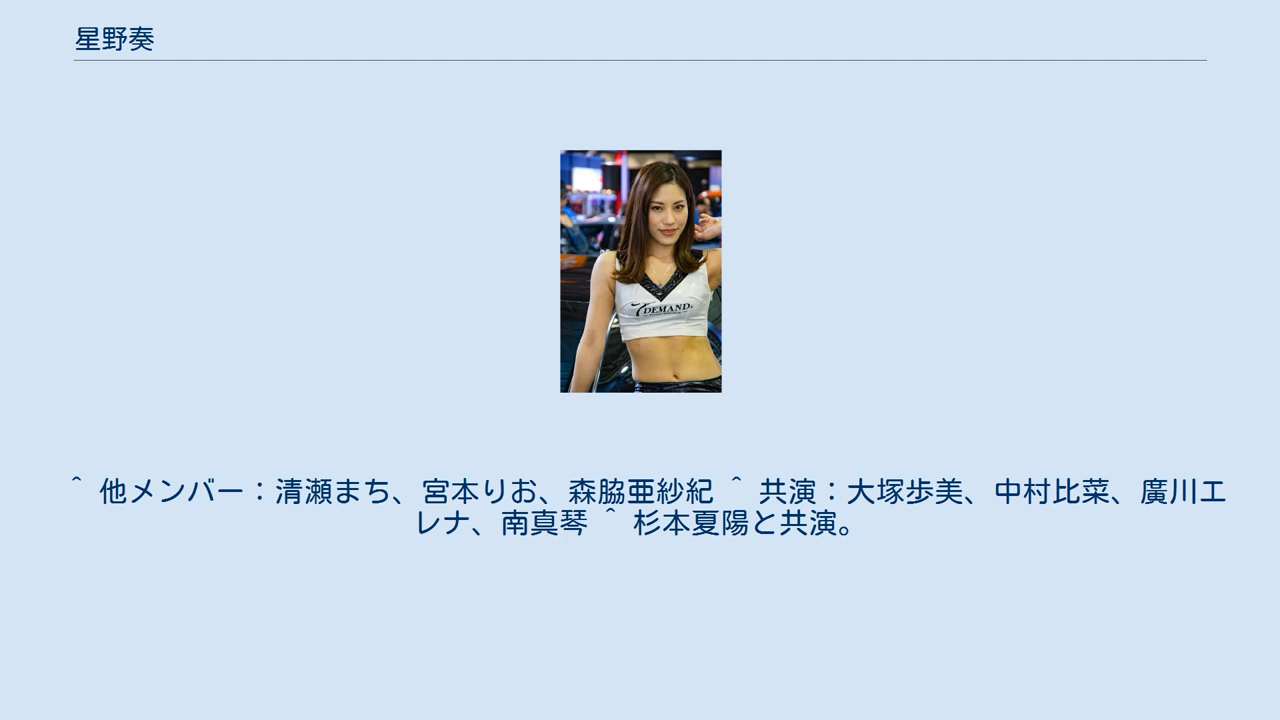 星野奏
DEMAND.
^ 他メンバー：清瀬まち、宮本りお、森脇亜紗紀 ^ 共演：大塚歩美、中村比菜、廣川エ
レナ、南真琴 ^ 杉本夏陽と共演。